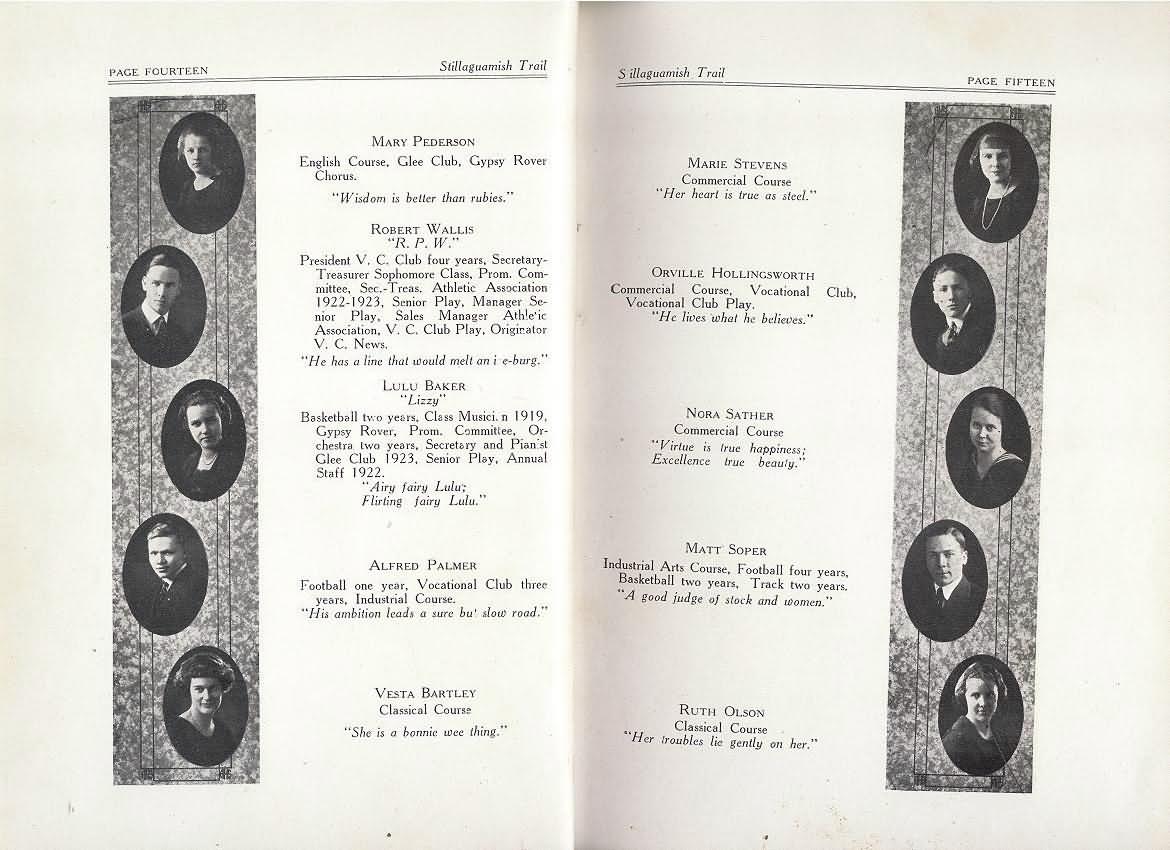 PAGE FOURTEEN
Stillaguamish Trail
MARY PEDERSON
English Course, Glee Club, Gypsy Rover
Chorus.
"Wisdom is better than rubies."
ROBERT WALLIS
"R. P. W."
President V. C. Club four years, Secretary-
Treasurer Sophomore Class, Prom. Com-
mittee, Sec.-Treas. Athletic Association
1922-1923, Senior Play, Manager Se-
nior Play, Sales Manager Athle'ic
Association, V. C. Club Play, Originator
V. C. News.
"He has a line that would melt an i e-burg."
LULU BAKER
"Lizzy"
Basketball two years, Class Musici n 1919,
Gypsy Rover, Prom. Committee, Or-
chestra two years, Secretary and Pianist
Glee Club 1923, Senior Play, Annual
Staff 1922.
"Airy fairy Lulu;
Flirting fairy Lulu."
ALFRED PALMER
Football one year, Vocational Club three
years, Industrial Course.
"His ambition leads a sure but slow road."
VESTA BARTLEY
Classical Course
"She is a bonnie wee thing."
S illaguamish Trail
PAGE FIFTEEN
MARIE STEVENS
Commercial Course
"Her heart is true as steel."
ORVILLE HOLLINGSWORTH
Commercial Course, Vocational Club,
Vocational Club Play.
"He lives what he believes."
NORA SATHER
Commercial Course
"Virtue is true happiness;
Excellence true beauty."
MATT SOPER
Industrial Arts Course, Football four years,
Basketball two years, Track two years.
"A good judge of stock and women."
RUTH OLSON
Classical Course
"Her troubles lie gently on her."